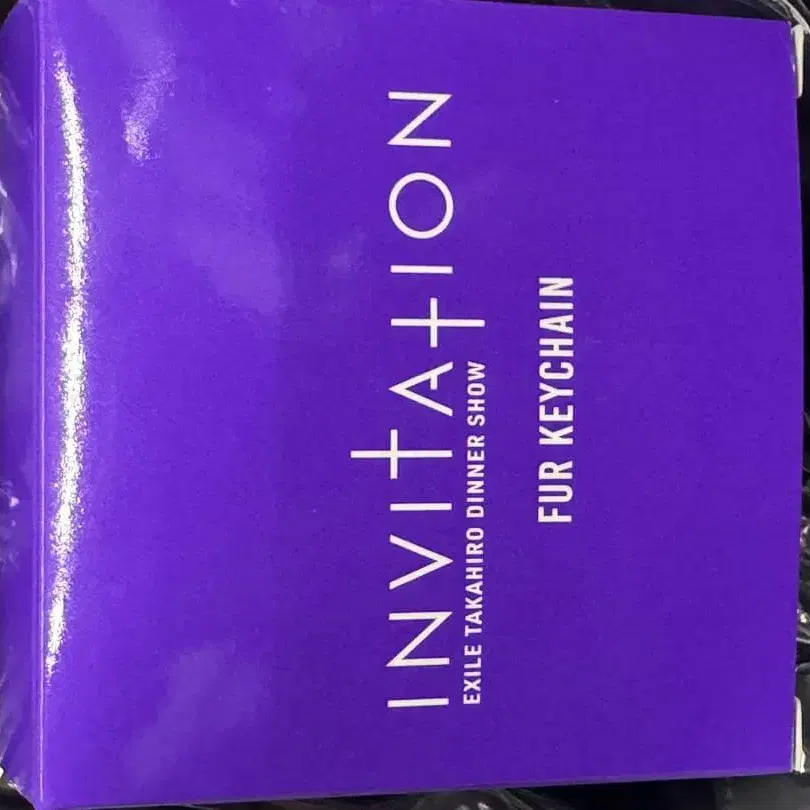 INVITATION
EXILE TAKAHIRO DINNER SHOW
FUR KEYCHAIN